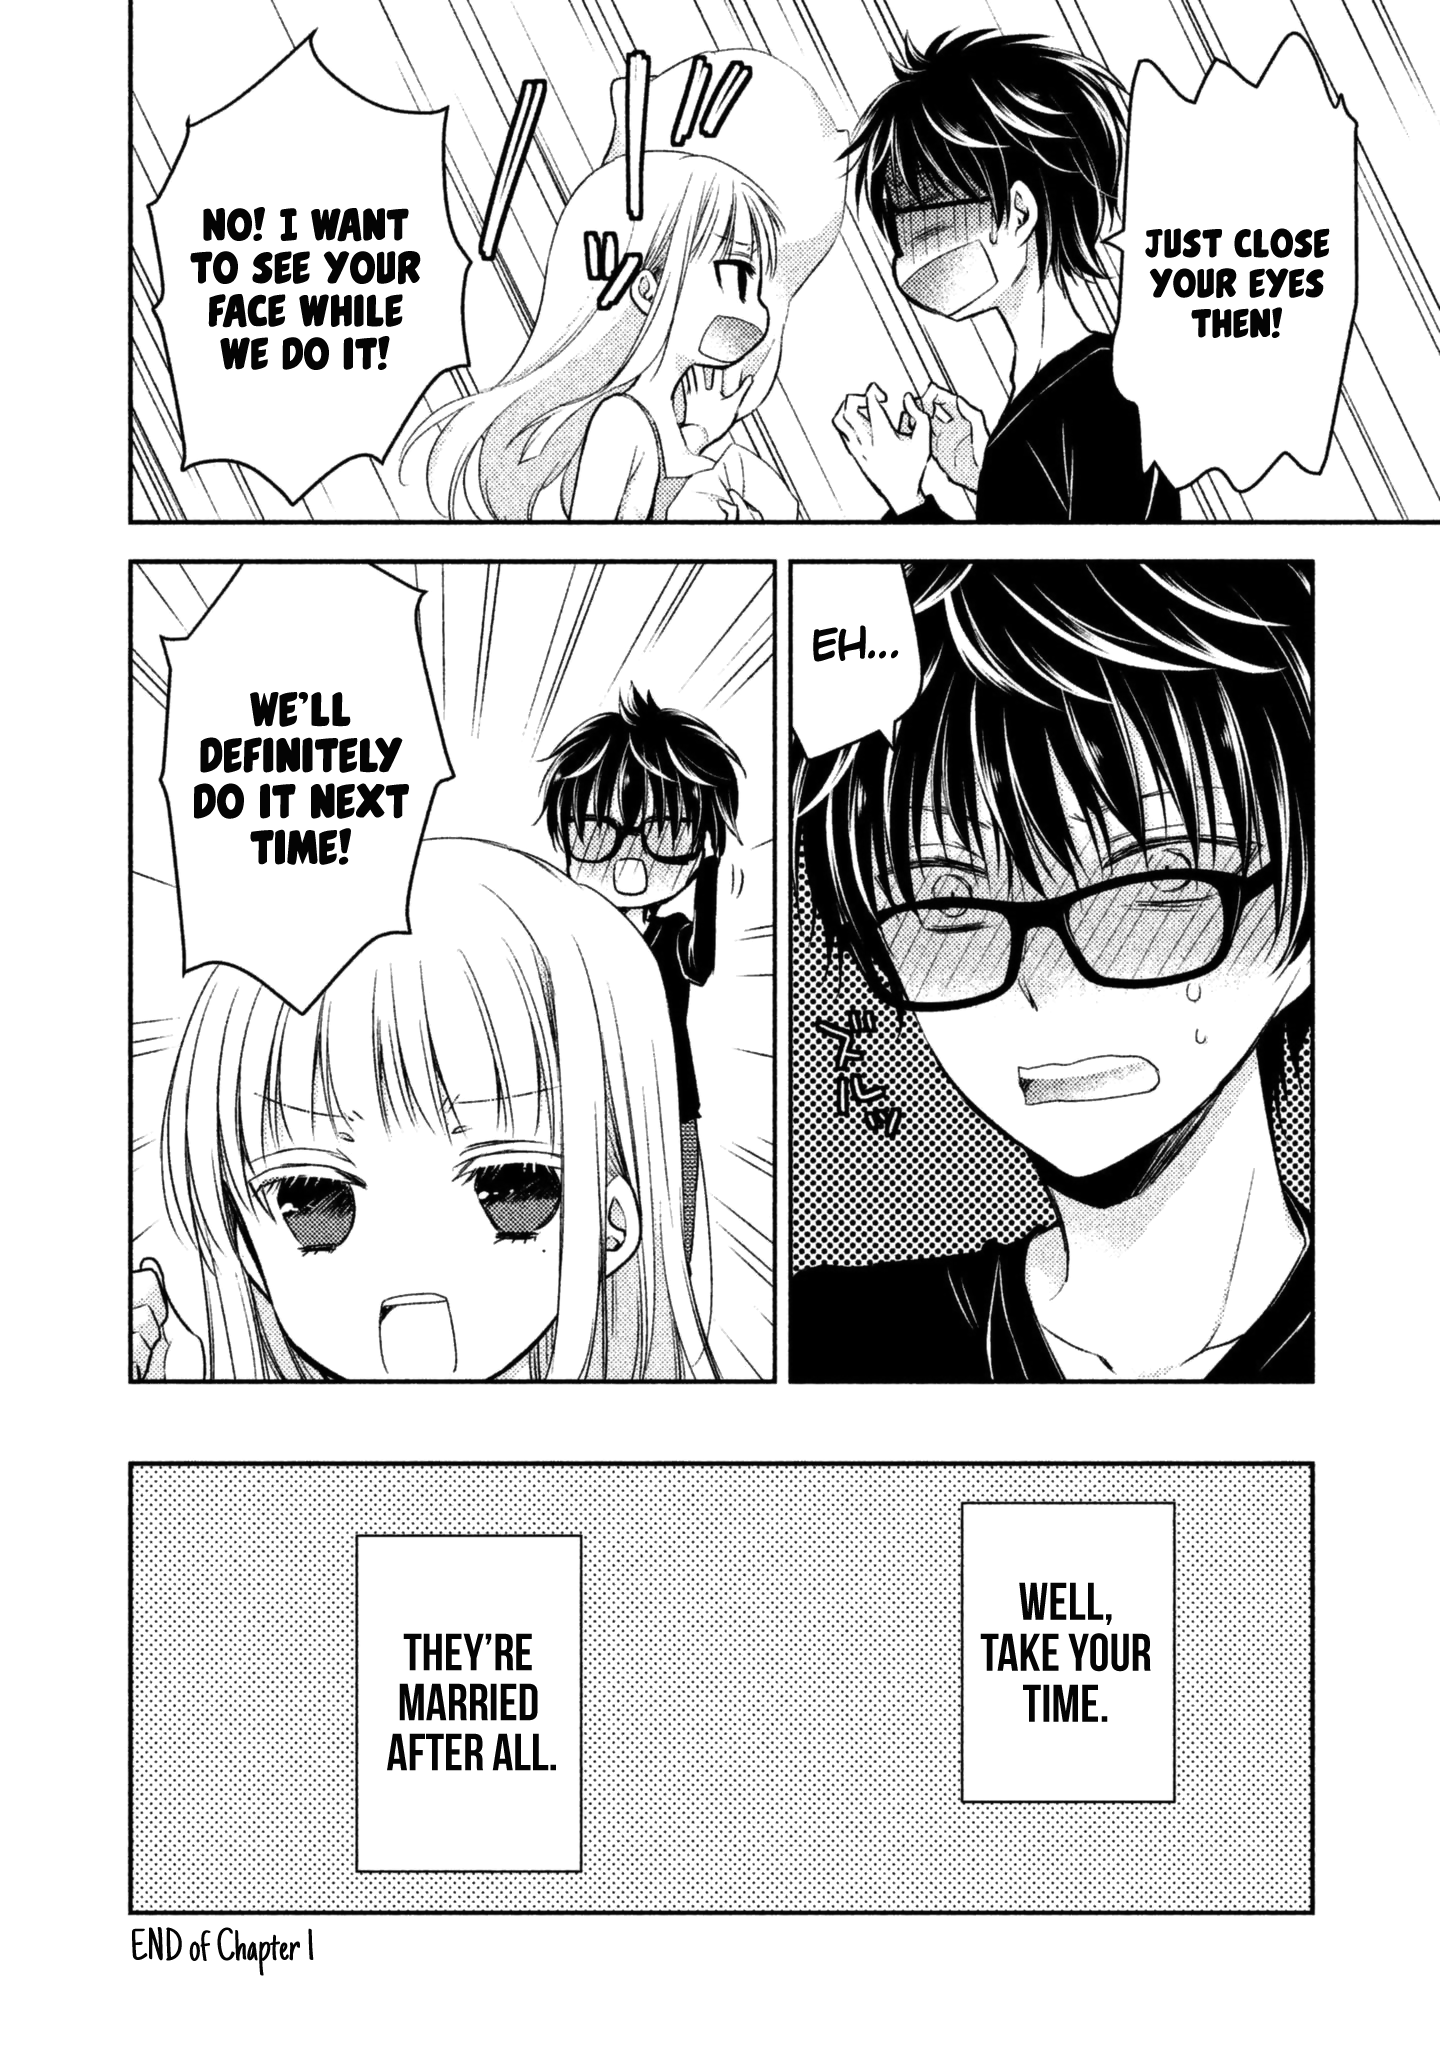 JUST CLOSE
YOUR EYES
THEN!
NO! I WANT
TO SEE YOUR
FACE WHILE
WE DO IT!
EH...
WE'LL
DEFINITELY
DO IT NEXT
TIME!
WELL,
TAKE YOUR
TIME.
THEY'RE
MARRIED
AFTER ALL.
END of Chapter 1